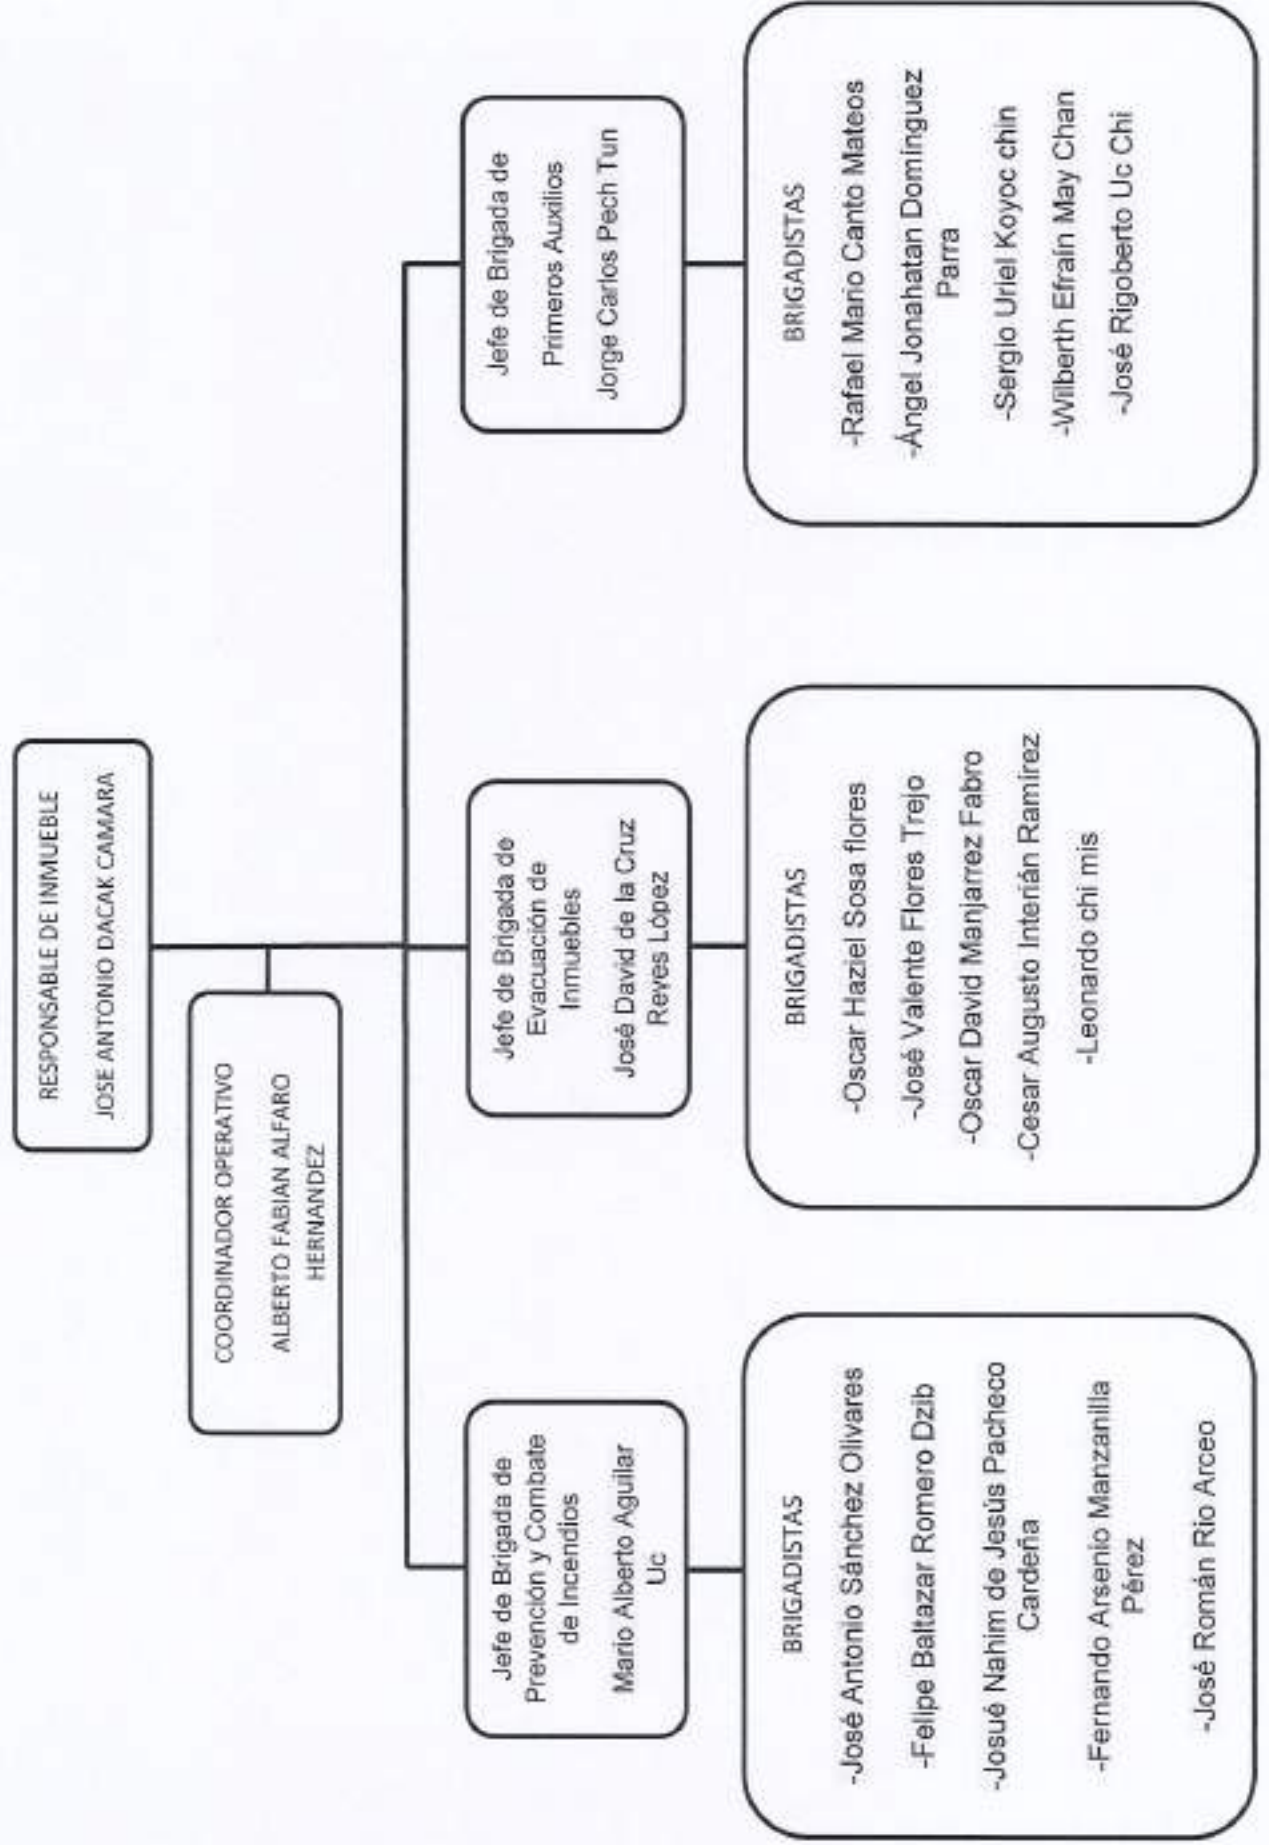 RESPONSABLE DE INMUEBLE
JOSE ANTONIO DACAK CAMARA
COORDINADOR OPERATIVO
ALBERTO FABIAN ALFARO
HERNANDEZ
Jefe de Brigada de
Prevención y Combate
de Incendios
Mario Alberto Aguilar
Uc
Jefe de Brigada de
Evacuación de
Inmuebles
José David de la Cruz
Reyes López
Jefe de Brigada de
Primeros Auxilios
Jorge Carlos Pech Tun
BRIGADISTAS
-José Antonio Sánchez Olivares
-Felipe Baltazar Romero Dzib
-Josué Nahim de Jesús Pacheco
Cardeña
-Fernando Arsenio Manzanilla
Pérez
-José Román Rio Arceo
BRIGADISTAS
-Oscar Haziel Sosa flores
-José Valente Flores Trejo
-Oscar David Manjarrez Fabro
-Cesar Augusto Interián Ramírez
-Leonardo chi mis
BRIGADISTAS
-Rafael Mario Canto Mateos
-Ángel Jonahatan Dominguez
Parra
-Sergio Uriel Koyoc chin
-Wilberth Efraín May Chan
-José Rigoberto Uc Chi